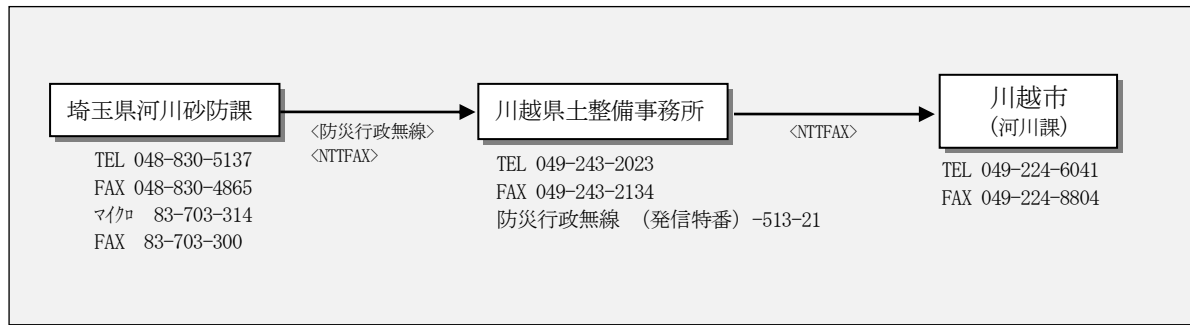 埼玉県河川砂防課
TEL 048-830-5137
FAX 048-830-4865
ﾏｲｸﾛ 83-703-314
FAX 83-703-300
<防災行政無線>
<NTTFAX>
川越県土整備事務所
TEL 049-243-2023
FAX 049-243-2134
防災行政無線 (発信特番) -513-21
<NTTFAX>
川越市
(河川課)
TEL 049-224-6041
FAX 049-224-8804